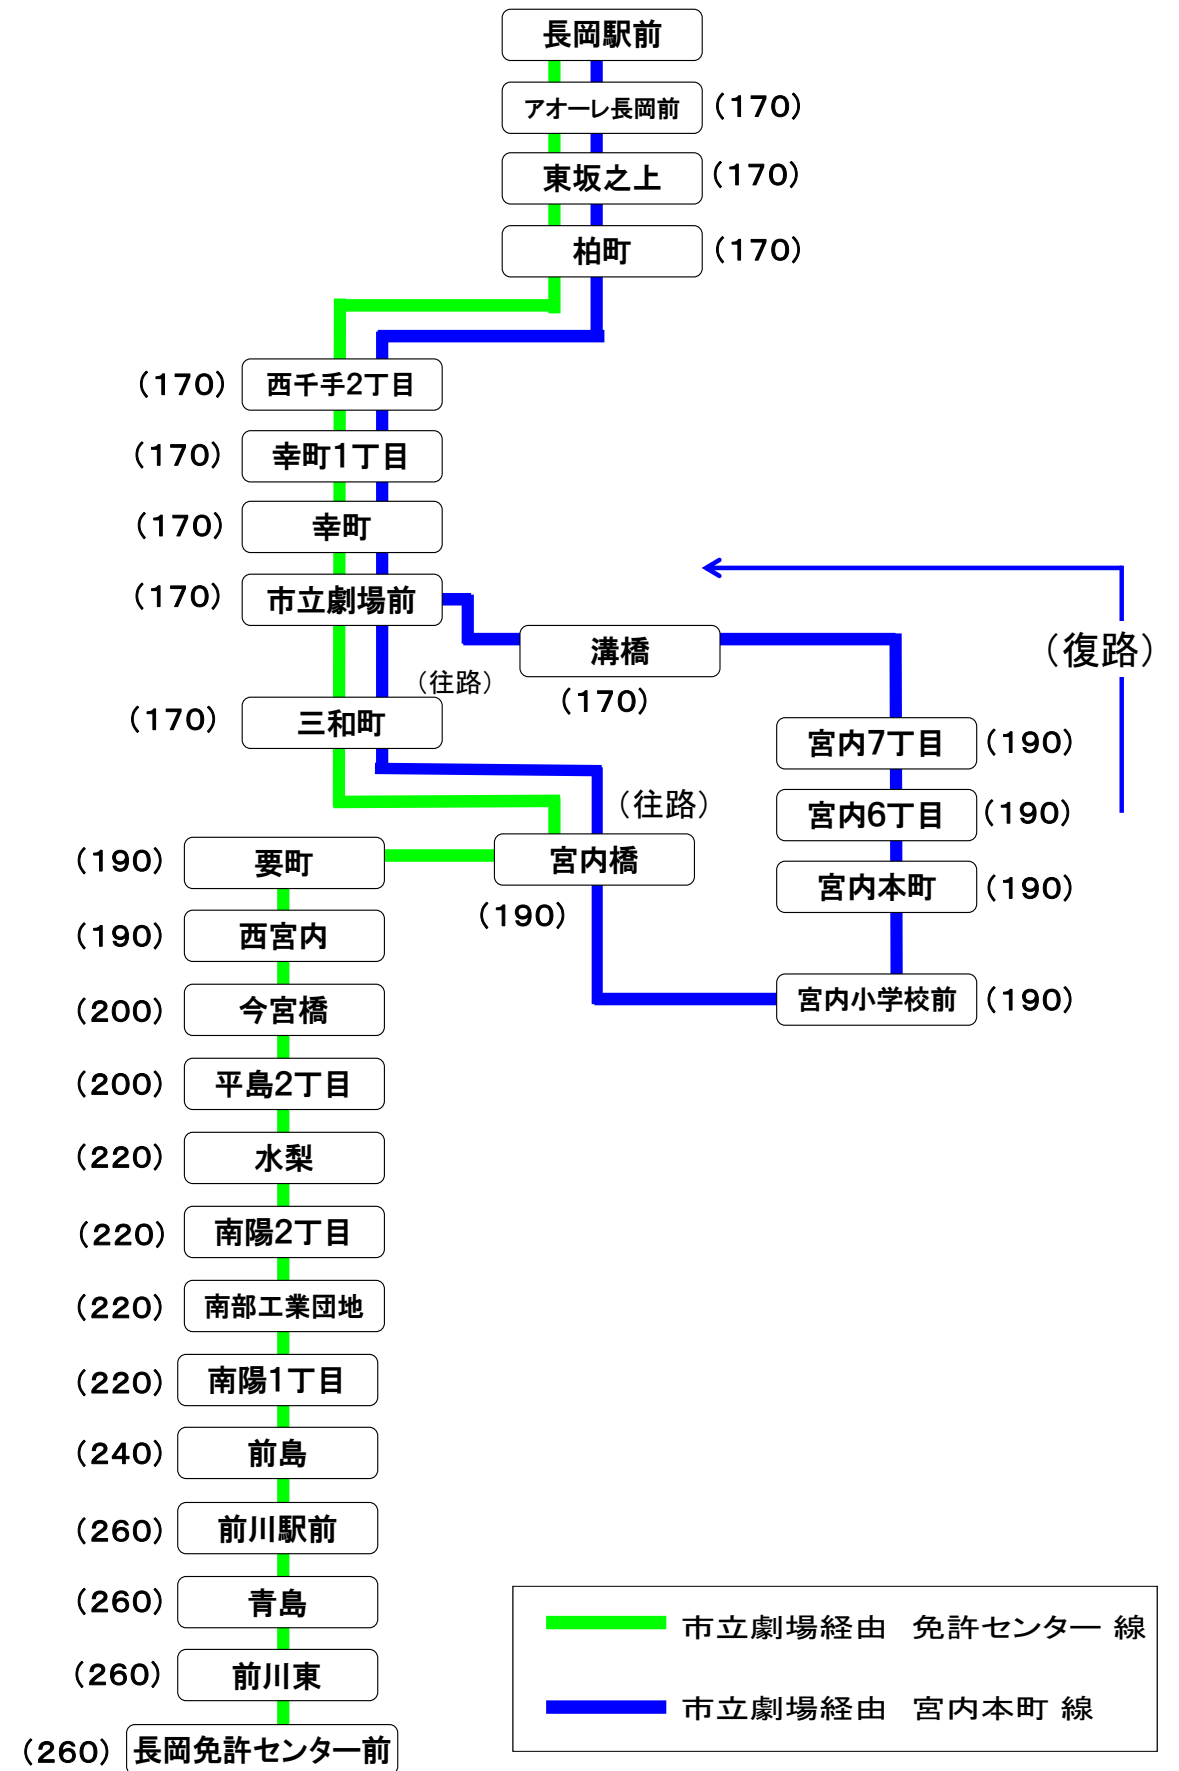 長岡駅前
アオーレ長岡前 (170)
東坂之上 (170)
柏町 (170)
(170) 西千手2丁目
(170) 幸町1丁目
(170) 幸町
(170) 市立劇場前
溝橋
(170)
(復路)
(往路)
(170) 三和町
宮内7丁目 (190)
(往路)
宮内6丁目 (190)
(190) 要町
宮内橋
(190)
宮内本町 (190)
(190) 西宮内
宮内小学校前 (190)
(200) 今宮橋
(200) 平島2丁目
(220) 水梨
(220) 南陽2丁目
(220) 南部工業団地
(220) 南陽1丁目
(240) 前島
(260) 前川駅前
(260) 青島
(260) 前川東
(260) 長岡免許センター前
市立劇場経由 免許センター 線
市立劇場経由 宮内本町 線